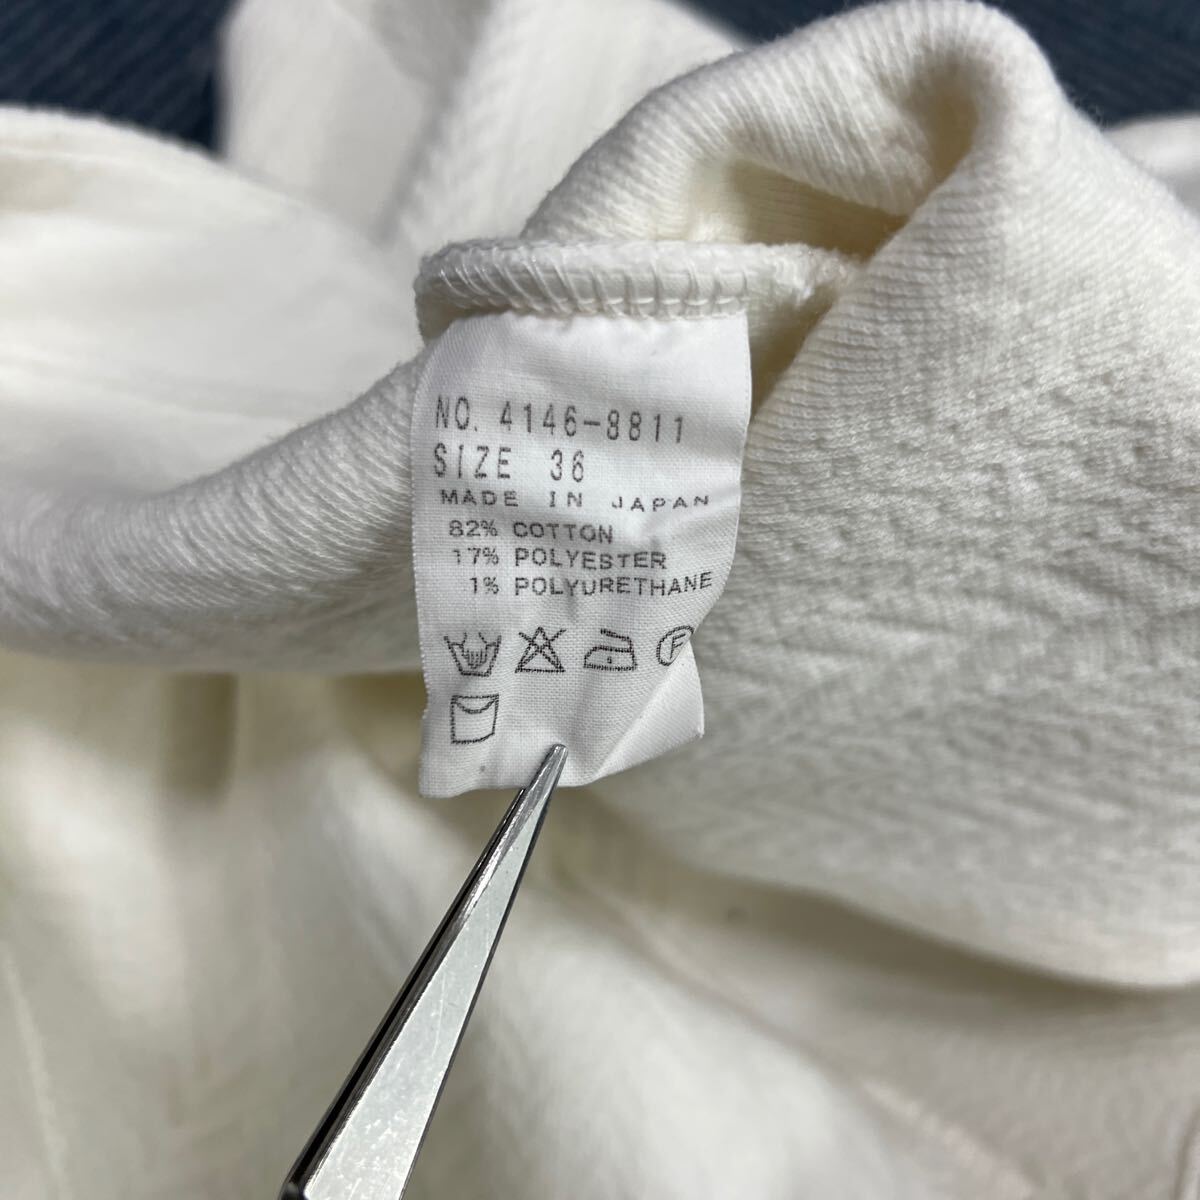 NO. 4146-8811
SIZE 36
MADE IN JAPAN
82% COTTON
17% POLYESTER
1% POLYURETHANE
F